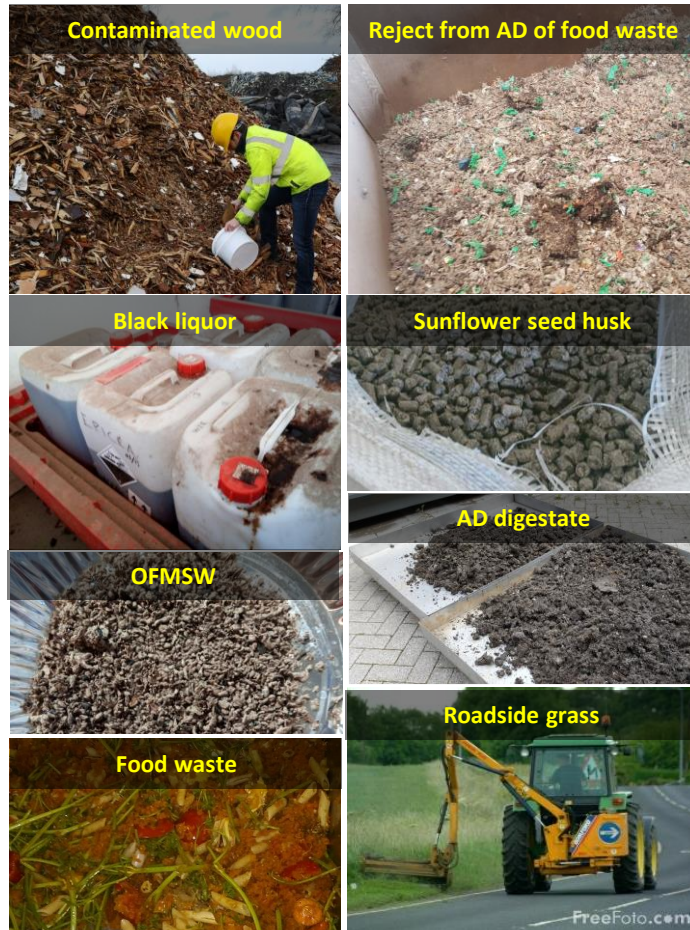 Contaminated wood
Reject from AD of food waste
Black liquor
Sunflower seed husk
AD digestate
OFMSW
Roadside grass
Food waste
EPICEA
FreeFoto.com